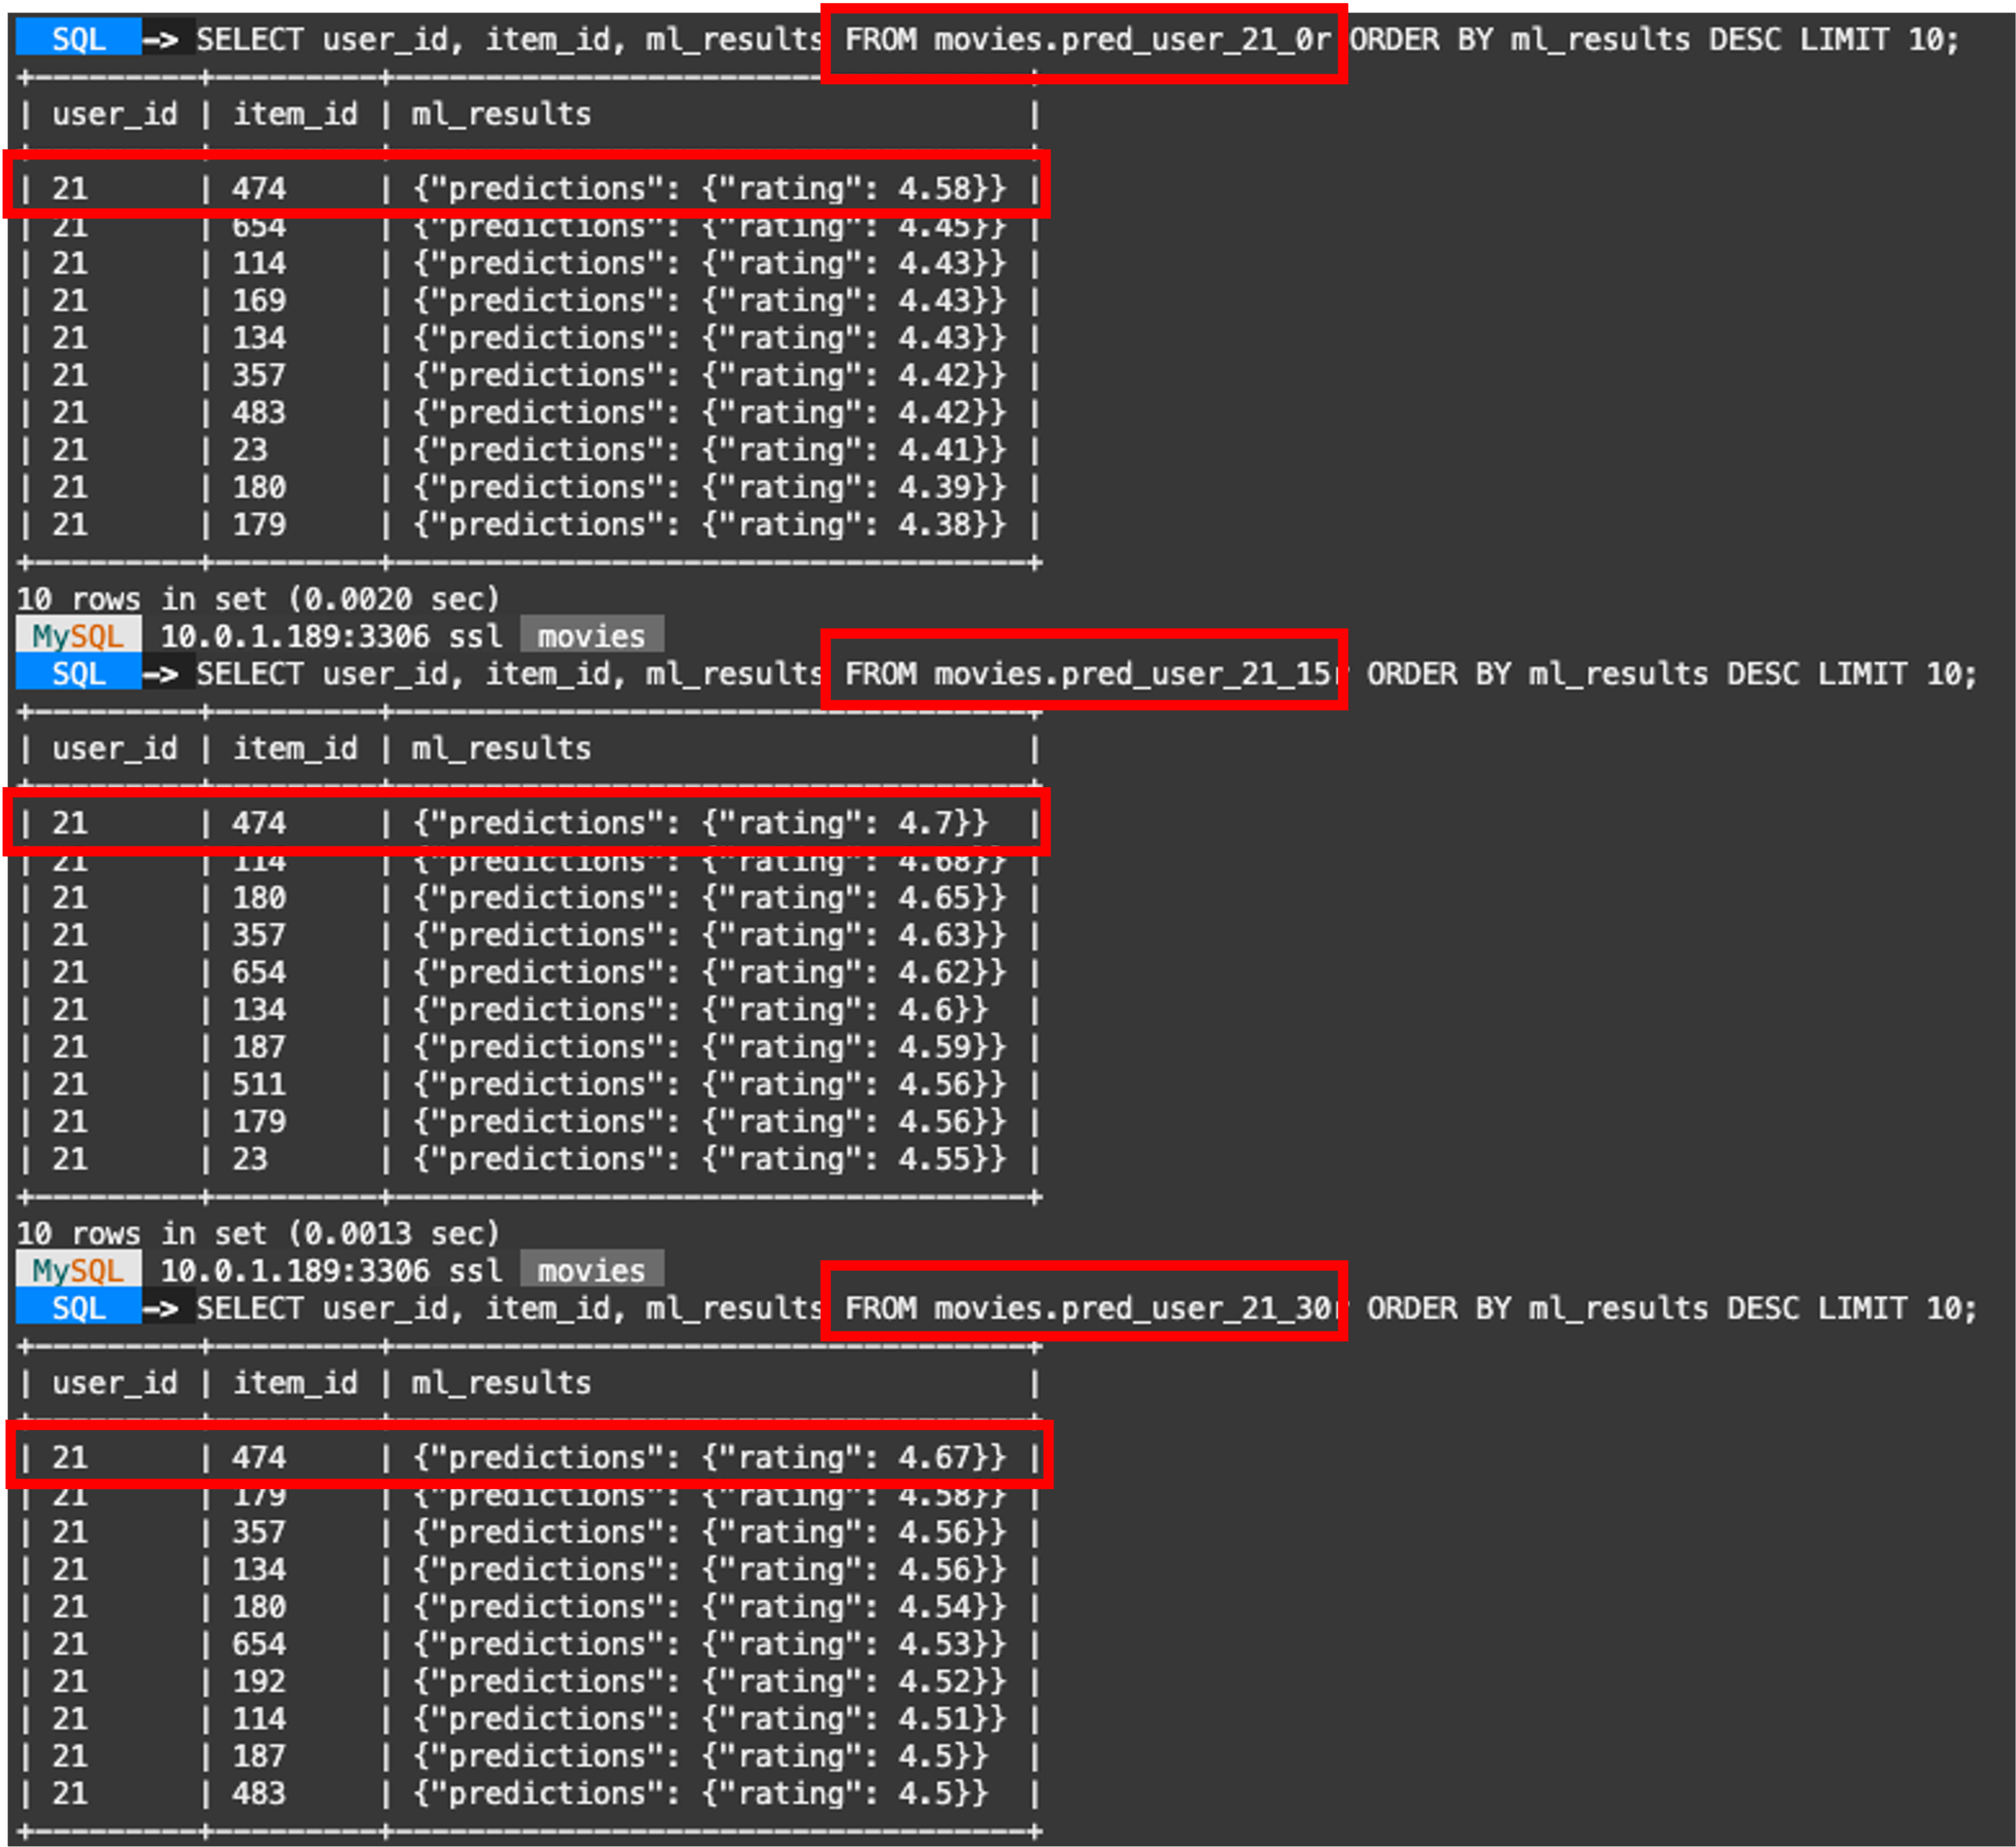 SQL -> SELECT user_id, item_id, ml_results FROM movies.pred_user_21_0r ORDER BY ml_results DESC LIMIT 10;
| user_id | item_id | ml_results |
| 21 | 474 | {"predictions": {"rating": 4.58}} |
| 21 | 654 | {"predictions": {"rating": 4.45}} |
| 21 | 114 | {"predictions": {"rating": 4.43}} |
| 21 | 169 | {"predictions": {"rating": 4.43}} |
| 21 | 134 | {"predictions": {"rating": 4.43}} |
| 21 | 357 | {"predictions": {"rating": 4.42}} |
| 21 | 483 | {"predictions": {"rating": 4.42}} |
| 21 | 23 | {"predictions": {"rating": 4.41}} |
| 21 | 180 | {"predictions": {"rating": 4.39}} |
| 21 | 179 | {"predictions": {"rating": 4.38}} |
10 rows in set (0.0020 sec)
MySQL 10.0.1.189:3306 ssl movies
SQL -> SELECT user_id, item_id, ml_results FROM movies.pred_user_21_15r ORDER BY ml_results DESC LIMIT 10;
| user_id | item_id | ml_results |
| 21 | 474 | {"predictions": {"rating": 4.7}} |
| 21 | 114 | {"predictions": {"rating": 4.68}} |
| 21 | 180 | {"predictions": {"rating": 4.65}} |
| 21 | 357 | {"predictions": {"rating": 4.63}} |
| 21 | 654 | {"predictions": {"rating": 4.62}} |
| 21 | 134 | {"predictions": {"rating": 4.6}} |
| 21 | 187 | {"predictions": {"rating": 4.59}} |
| 21 | 511 | {"predictions": {"rating": 4.56}} |
| 21 | 179 | {"predictions": {"rating": 4.56}} |
| 21 | 23 | {"predictions": {"rating": 4.55}} |
10 rows in set (0.0013 sec)
MySQL 10.0.1.189:3306 ssl movies
SQL -> SELECT user_id, item_id, ml_results FROM movies.pred_user_21_30r ORDER BY ml_results DESC LIMIT 10;
| user_id | item_id | ml_results |
| 21 | 474 | {"predictions": {"rating": 4.67}} |
| 21 | 179 | {"predictions": {"rating": 4.58}} |
| 21 | 357 | {"predictions": {"rating": 4.56}} |
| 21 | 134 | {"predictions": {"rating": 4.56}} |
| 21 | 180 | {"predictions": {"rating": 4.54}} |
| 21 | 654 | {"predictions": {"rating": 4.53}} |
| 21 | 192 | {"predictions": {"rating": 4.52}} |
| 21 | 114 | {"predictions": {"rating": 4.51}} |
| 21 | 187 | {"predictions": {"rating": 4.5}} |
| 21 | 483 | {"predictions": {"rating": 4.5}} |